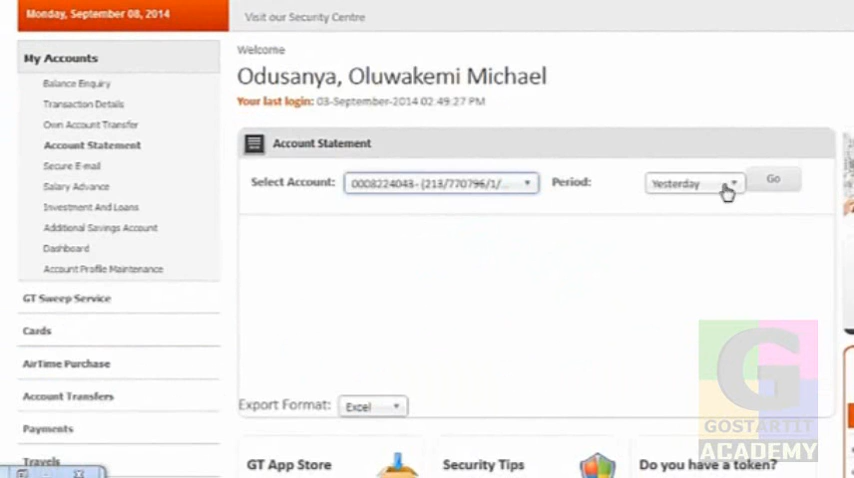 Monday, September 08, 2014
Visit our Security Centre
My Accounts
Balance Enquiry
Transaction Details
Own Account Transfer
Account Statement
Secure E-mail
Salary Advance
Investment And Loans
Additional Savings Account
Dashboard
Account Profile Maintenance
GT Sweep Service
Cards
AirTime Purchase
Account Transfers
Payments
Travels
Welcome
Odusanya, Oluwakemi Michael
Your last login: 03-September-2014 02:49:27 PM
Account Statement
Select Account: 0008224043- (213/770796/1/... Period: Yesterday Go
Export Format: Excel
GT App Store
Security Tips
Do you have a token?
G
GOSTARTIT
ACADEMY